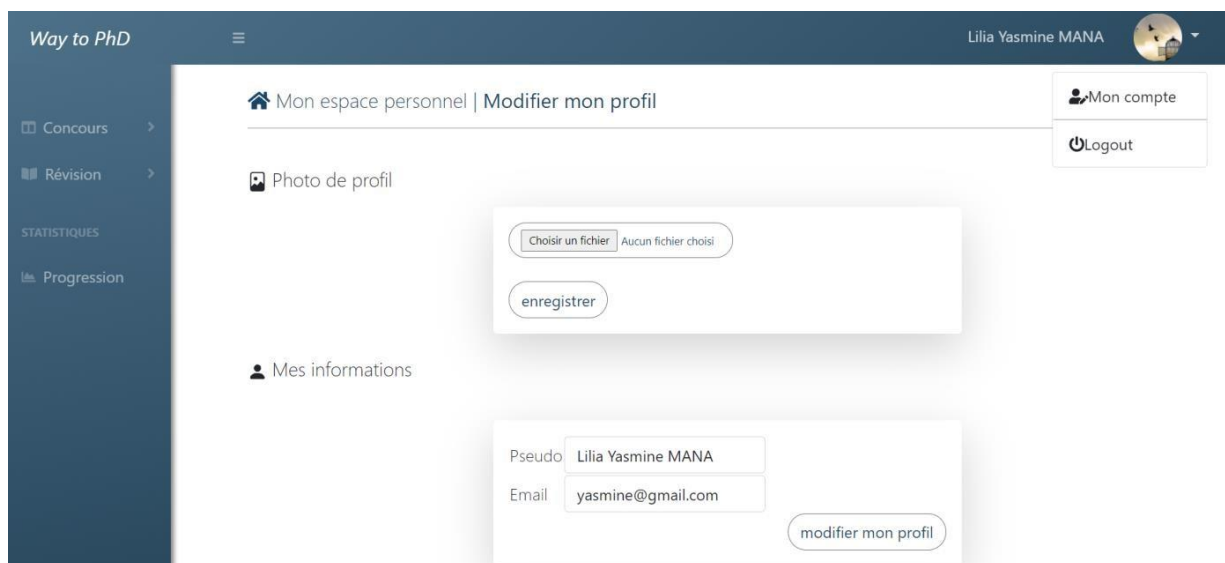 Way to PhD
Lilia Yasmine MANA
Mon compte
Logout
Concours
Révision
STATISTIQUES
Progression
Mon espace personnel | Modifier mon profil
Photo de profil
Choisir un fichier Aucun fichier choisi
enregistrer
Mes informations
Pseudo Lilia Yasmine MANA
Email yasmine@gmail.com
modifier mon profil